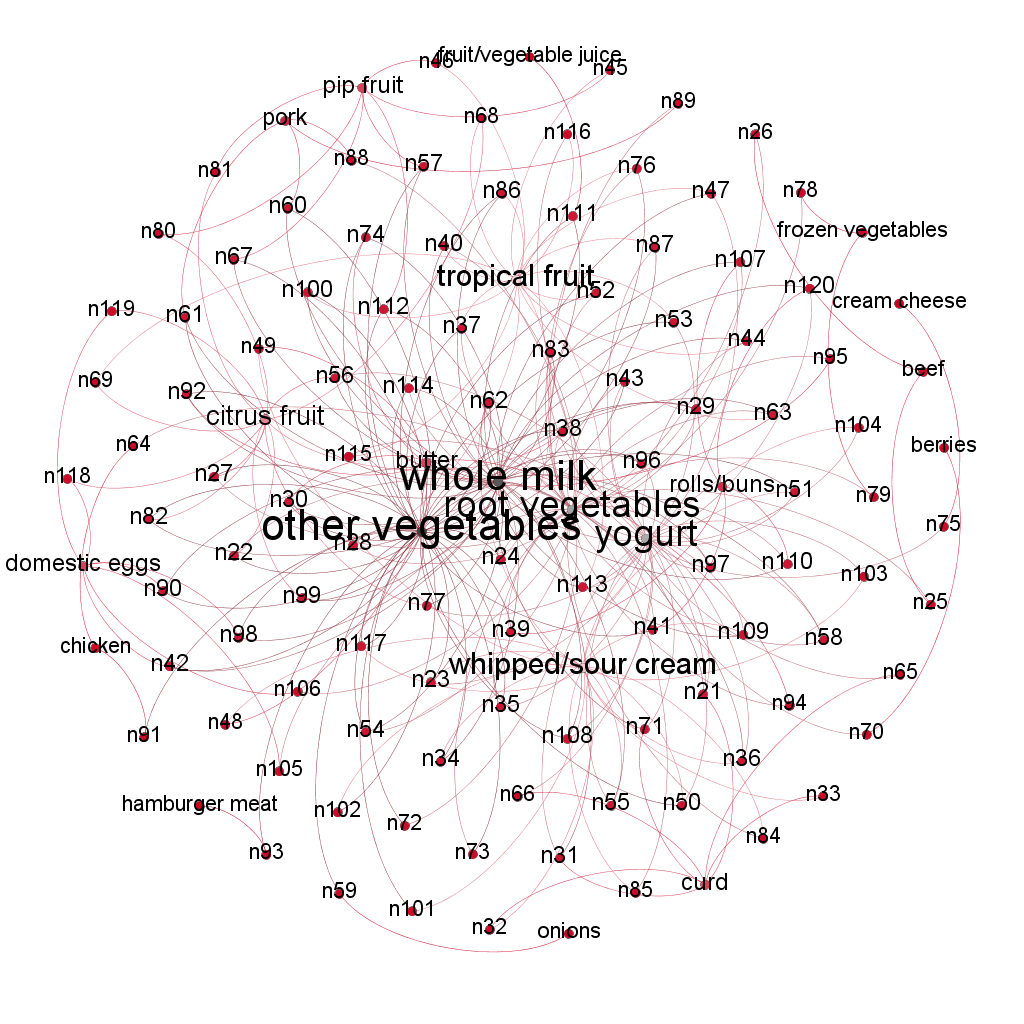 fruit/vegetable juice
n46
n45
pip fruit
n89
pork
n68
n116
n26
n88
n57
n76
n81
n86
n47
n78
n60
n111
n80
n74
n40
n87
frozen vegetables
n67
n107
tropical fruit
n100
n52
n120
cream cheese
n119
n61
n112
n37
n53
n49
n83
n44
n95
beef
n69
n92
n56
n114
n43
n62
n29
n63
citrus fruit
n38
n104
n64
berries
n115
butter
n96
n118
n27
whole milk
rolls/buns
n51
n79
n30
root vegetables
n82
other vegetables
yogurt
n75
n28
n22
n24
domestic eggs
n97
n110
n103
n90
n99
n113
n77
n25
n98
n39
n41
n109
n58
chicken
n117
n42
whipped/sour cream
n65
n106
n23
n21
n48
n35
n94
n91
n54
n108
n71
n70
n34
n36
n105
hamburger meat
n102
n66
n55
n50
n33
n72
n84
n93
n73
n31
n59
n85
curd
n101
n32
onions